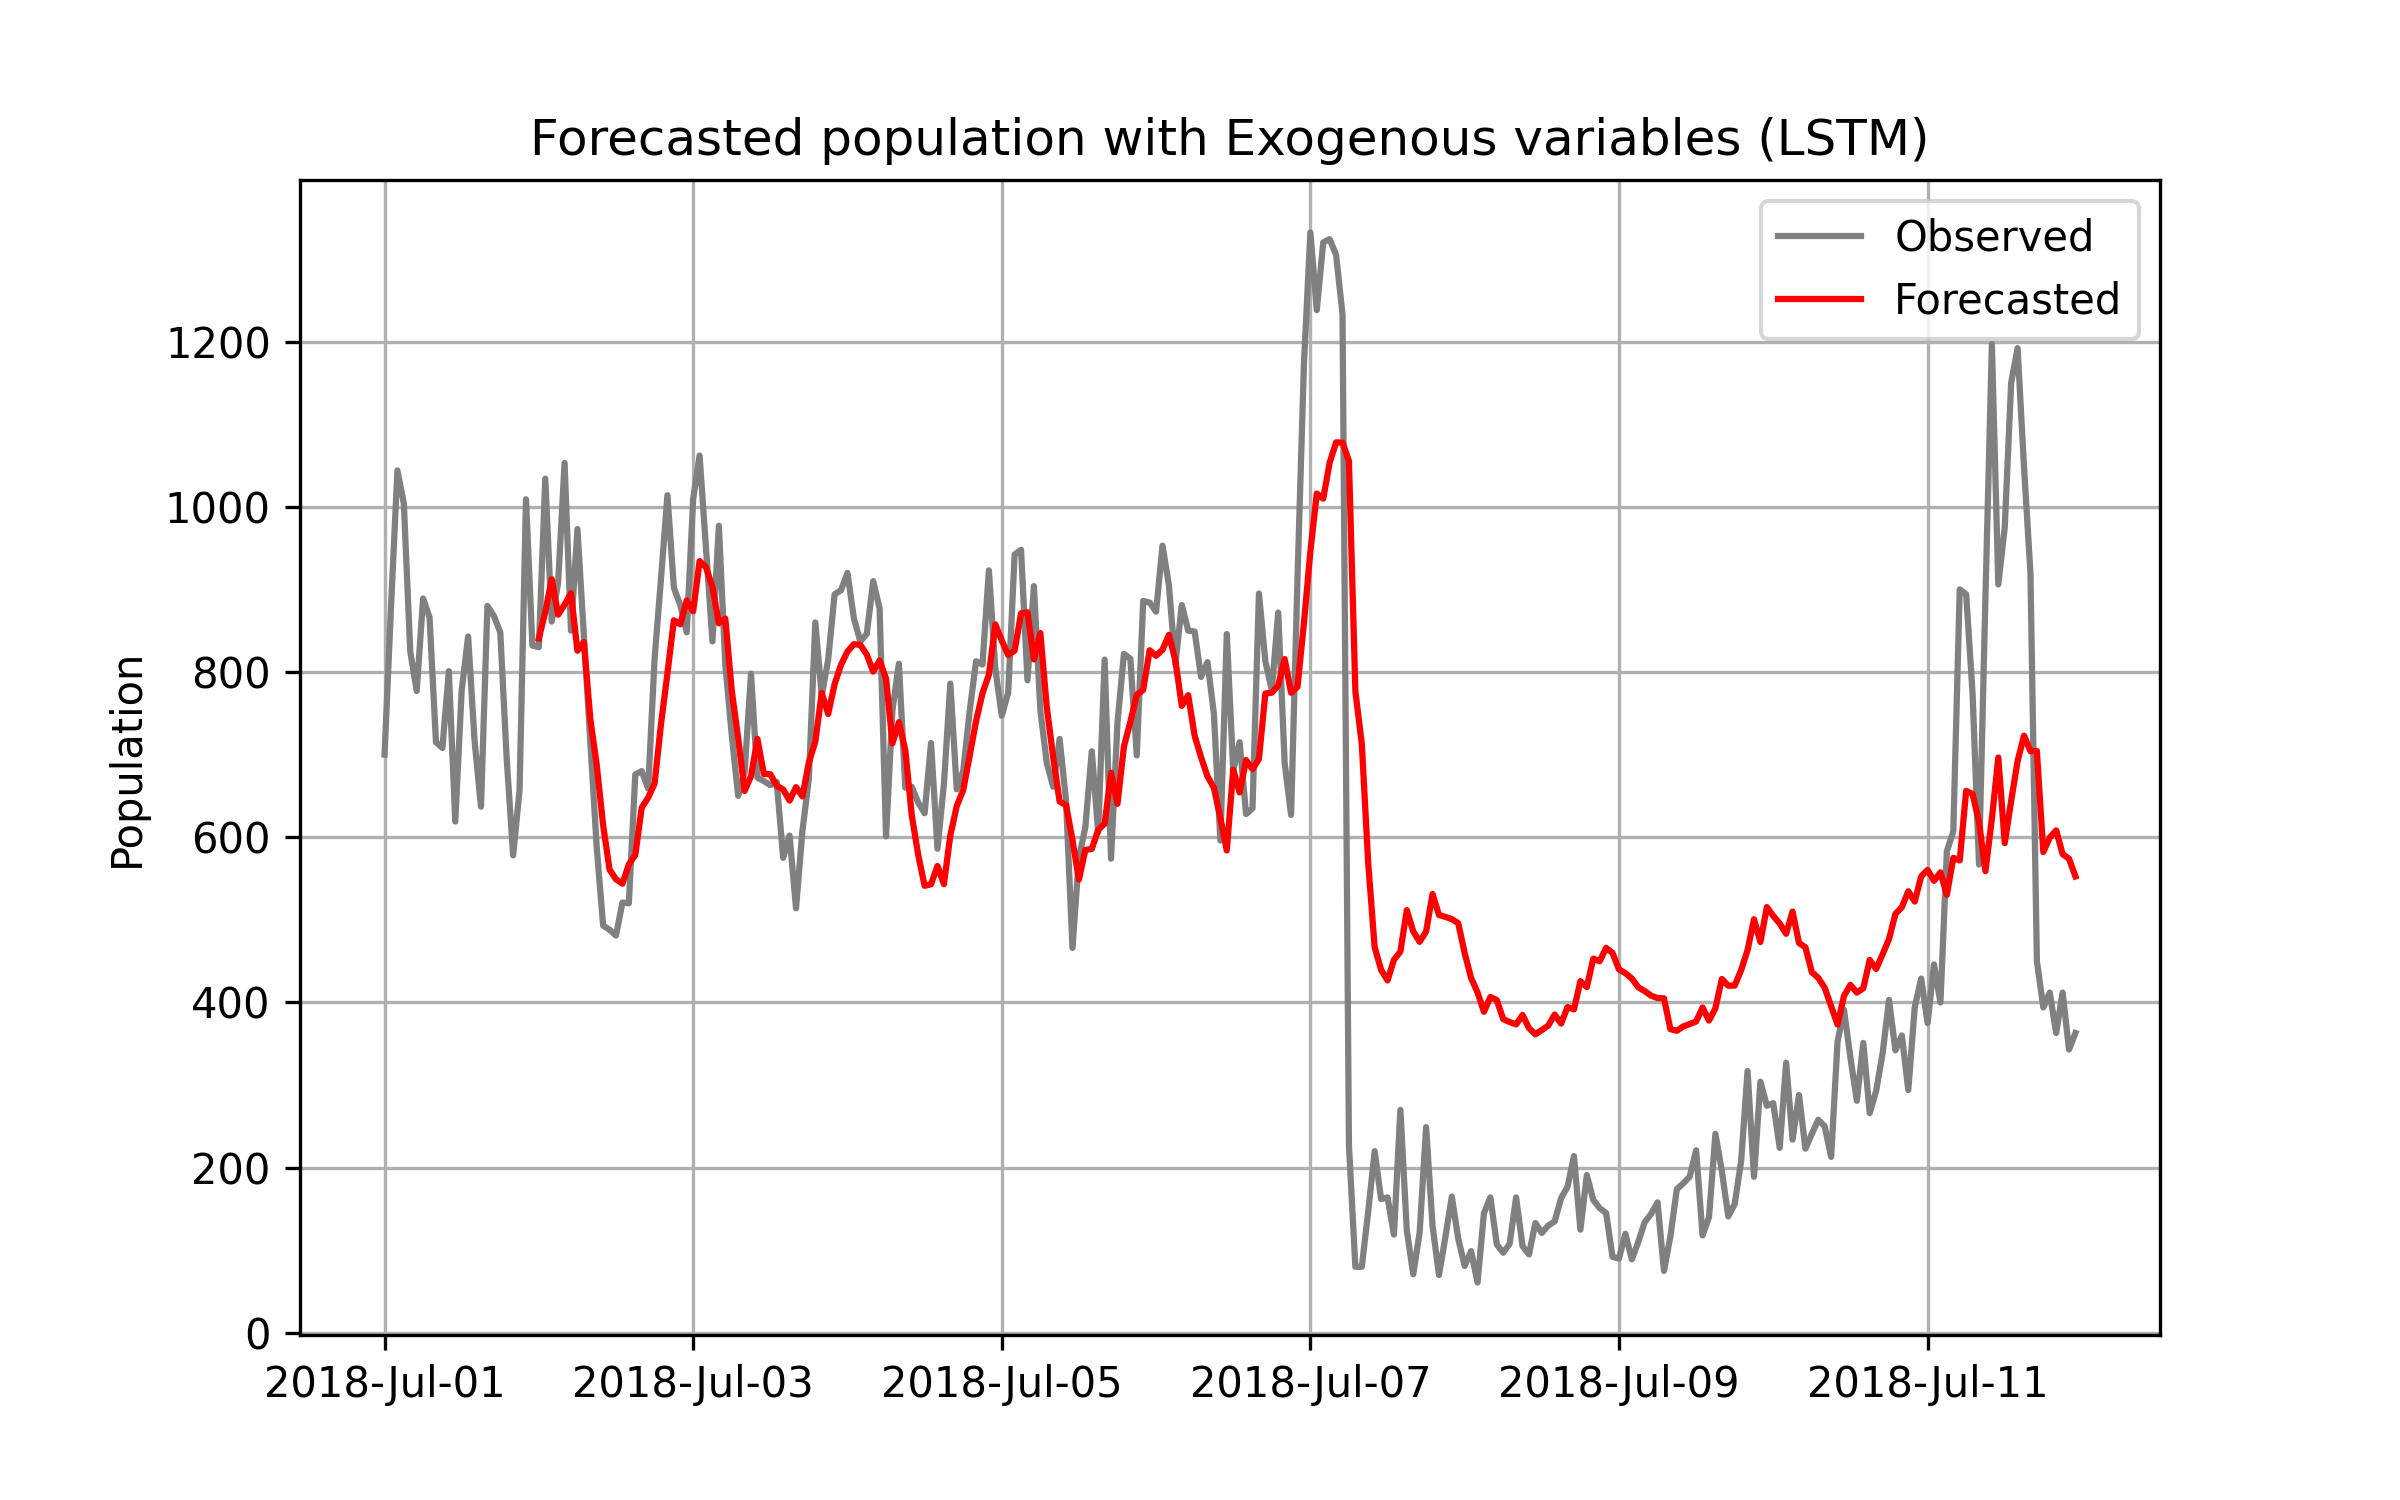 Forecasted population with Exogenous variables (LSTM)
Observed
Forecasted
Population
1200
1000
800
600
400
200
0
2018-Jul-01 2018-Jul-03 2018-Jul-05 2018-Jul-07 2018-Jul-09 2018-Jul-11